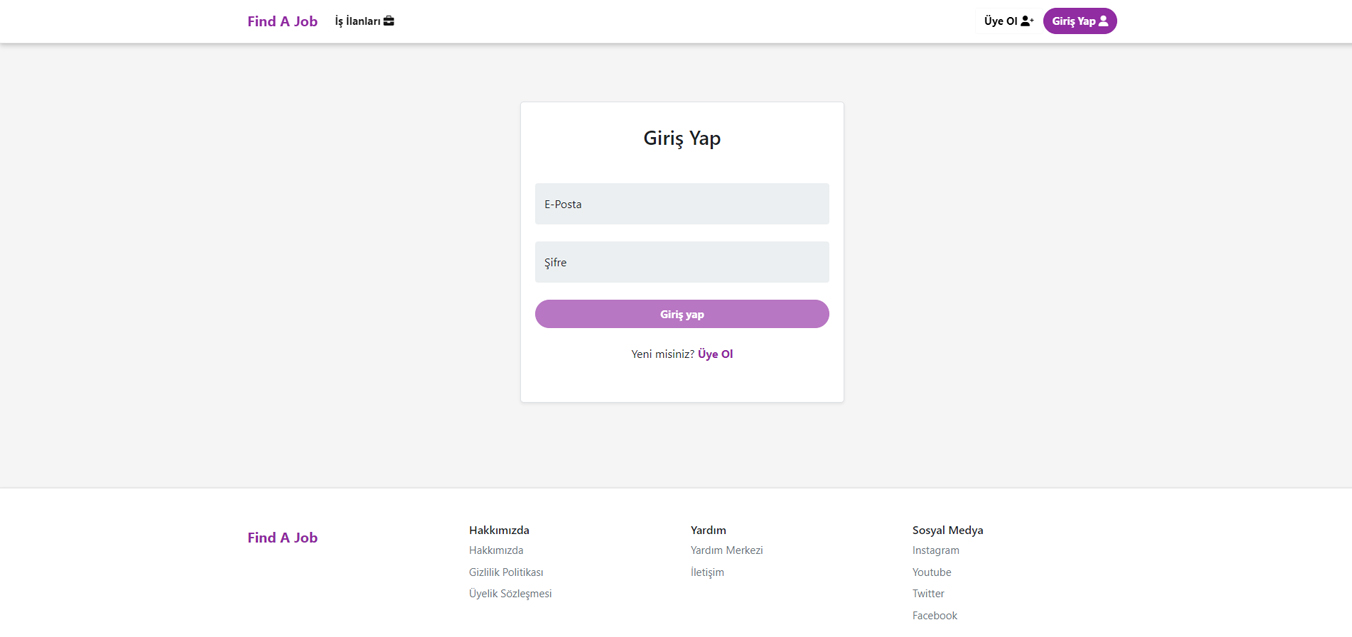 Find A Job İş İlanları Üye Ol Giriş Yap
Giriş Yap
E-Posta
Şifre
Giriş yap
Yeni misiniz? Üye Ol
Find A Job
Hakkımızda
Hakkımızda
Gizlilik Politikası
Üyelik Sözleşmesi
Yardım
Yardım Merkezi
İletişim
Sosyal Medya
Instagram
Youtube
Twitter
Facebook